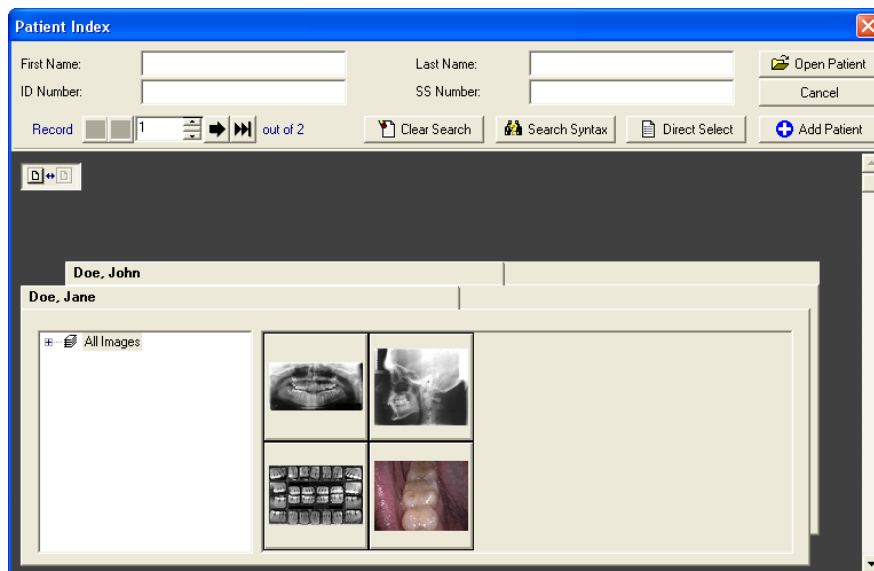 Patient Index
First Name:
Last Name:
Open Patient
ID Number:
SS Number:
Cancel
Record
1
out of 2
Clear Search
Search Syntax
Direct Select
Add Patient
Doe, John
Doe, Jane
All Images